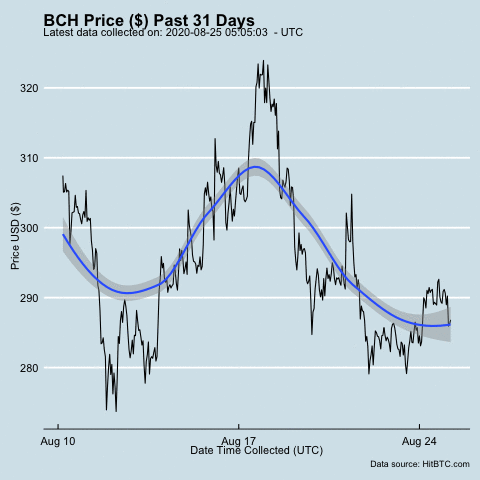 BCH Price ($) Past 31 Days
Latest data collected on: 2020-08-25 05:05:03 - UTC
Price USD ($)
320
310
300
290
280
Aug 10
Aug 17
Aug 24
Date Time Collected (UTC)
Data source: HitBTC.com